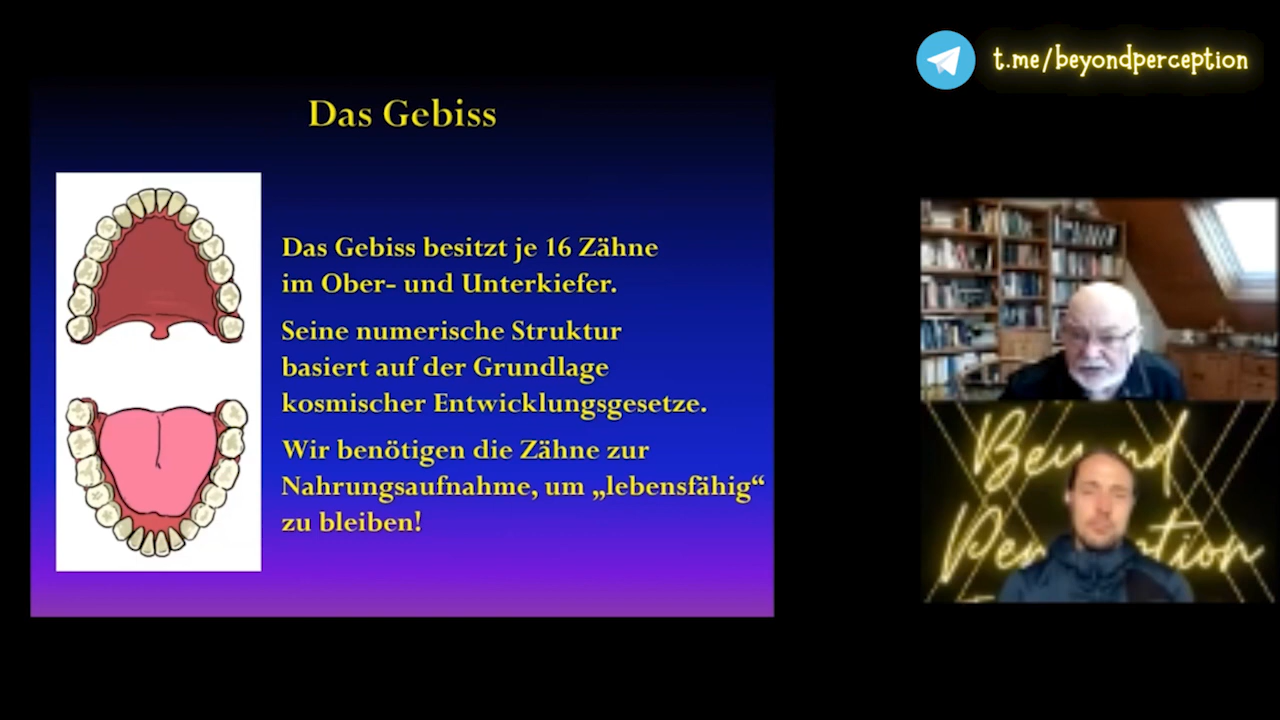 t.me/beyondperception
Das Gebiss
Das Gebiss besitzt je 16 Zähne
im Ober- und Unterkiefer.
Seine numerische Struktur
basiert auf der Grundlage
kosmischer Entwicklungsgesetze.
Wir benötigen die Zähne zur
Nahrungsaufnahme, um „lebensfähig“
zu bleiben!
Beyond